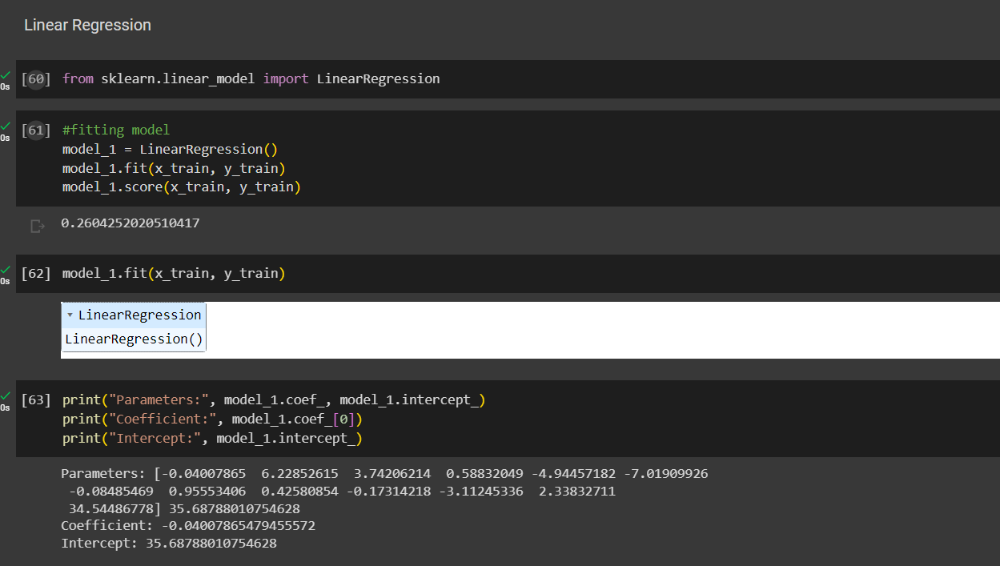 Linear Regression
0s [60] from sklearn.linear_model import LinearRegression
0s [61] #fitting model
model_1 = LinearRegression()
model_1.fit(x_train, y_train)
model_1.score(x_train, y_train)
0.2604252020510417
0s [62] model_1.fit(x_train, y_train)
▾ LinearRegression
LinearRegression()
0s [63] print("Parameters:", model_1.coef_, model_1.intercept_)
print("Coefficient:", model_1.coef_[0])
print("Intercept:", model_1.intercept_)
Parameters: [-0.04007865  6.22852615  3.74206214  0.58832049 -4.94457182 -7.01909926
 -0.08485469  0.95553406  0.42580854 -0.17314218 -3.11245336  2.33832711
 34.54486778] 35.68788010754628
Coefficient: -0.04007865479455572
Intercept: 35.68788010754628